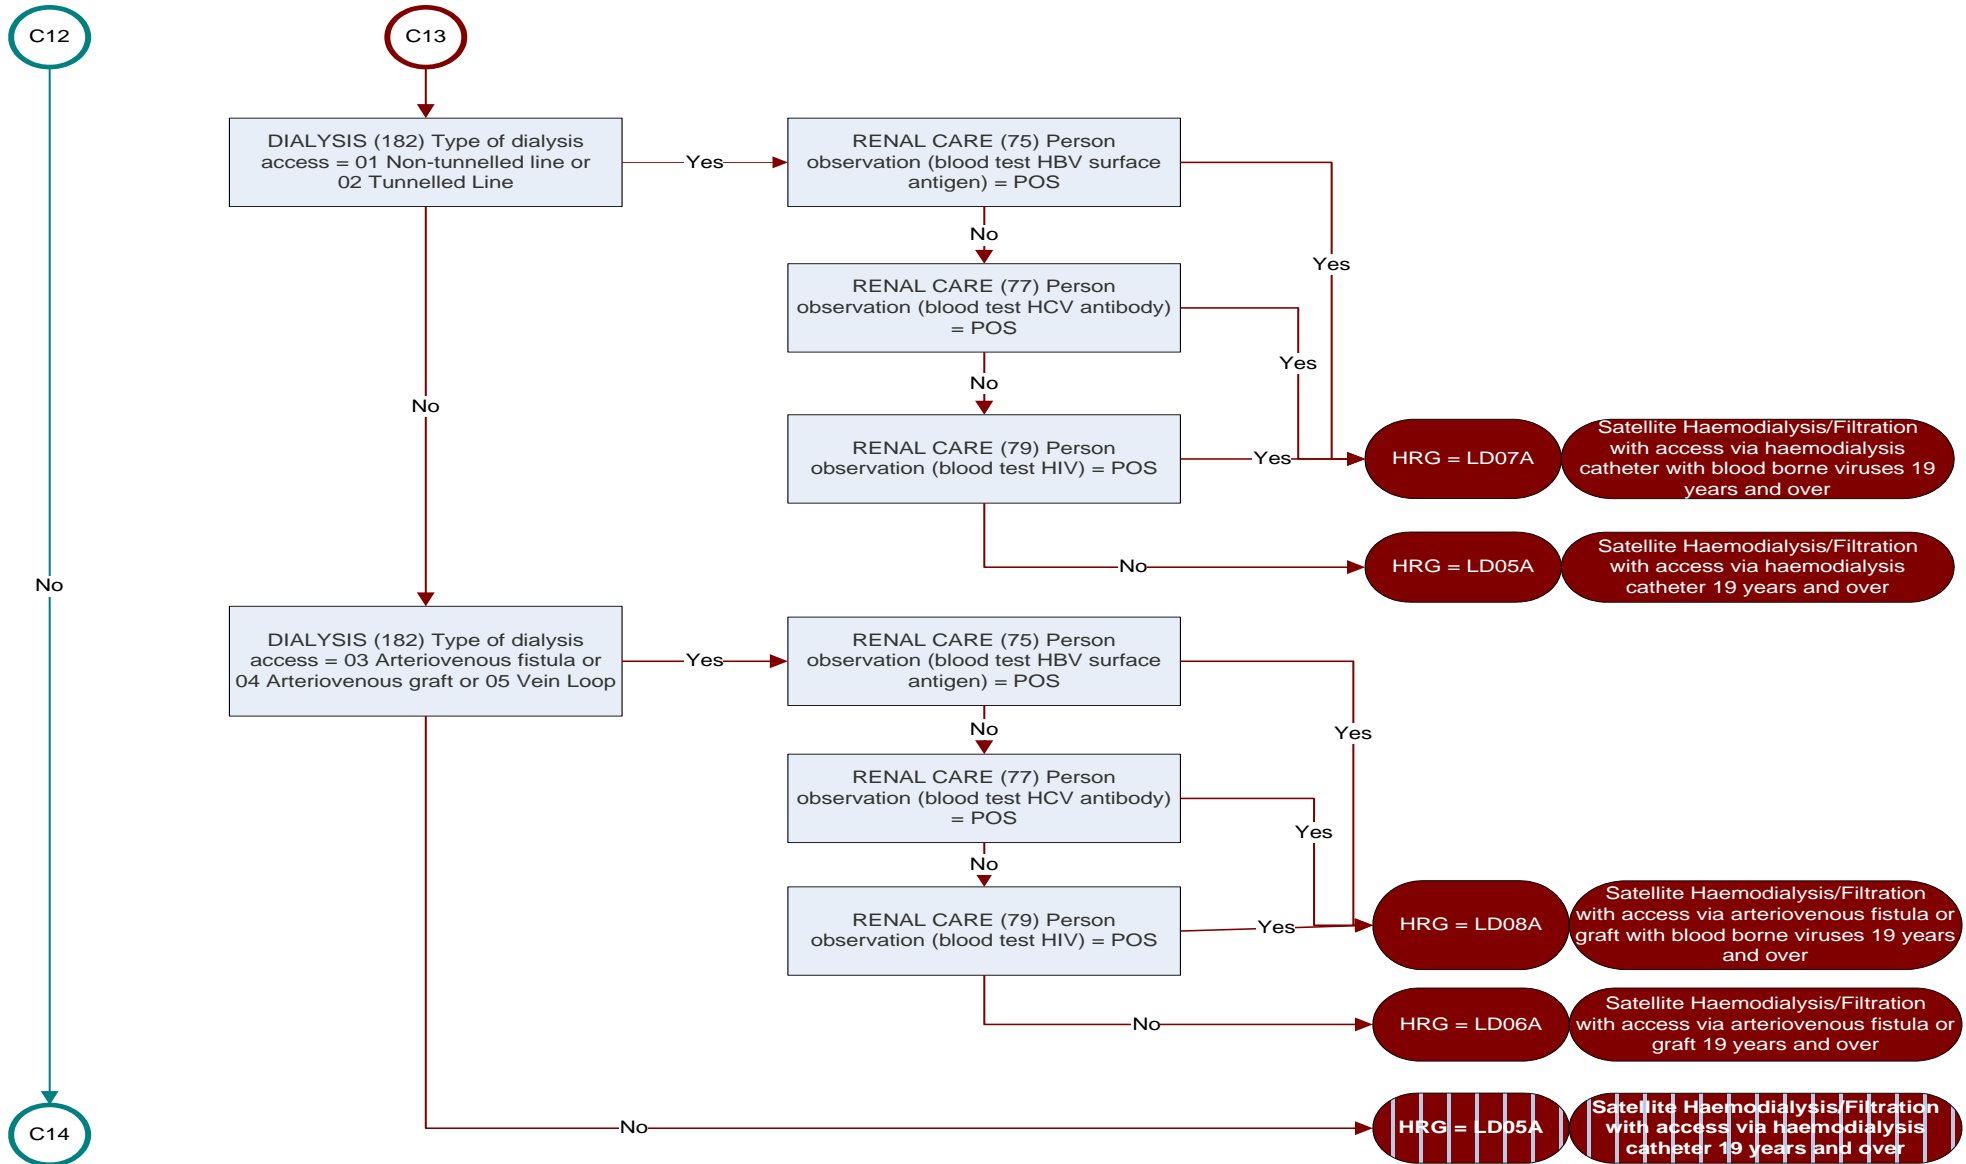 C12
C13
DIALYSIS (182) Type of dialysis
access = 01 Non-tunnelled line or
02 Tunnelled Line
Yes
RENAL CARE (75) Person
observation (blood test HBV surface
antigen) = POS
No
Yes
RENAL CARE (77) Person
observation (blood test HCV antibody)
= POS
Yes
No
No
RENAL CARE (79) Person
observation (blood test HIV) = POS
Yes
HRG = LD07A
Satellite Haemodialysis/Filtration
with access via haemodialysis
catheter with blood borne viruses 19
years and over
No
HRG = LD05A
Satellite Haemodialysis/Filtration
with access via haemodialysis
catheter 19 years and over
No
DIALYSIS (182) Type of dialysis
access = 03 Arteriovenous fistula or
04 Arteriovenous graft or 05 Vein Loop
Yes
RENAL CARE (75) Person
observation (blood test HBV surface
antigen) = POS
No
Yes
RENAL CARE (77) Person
observation (blood test HCV antibody)
= POS
Yes
No
RENAL CARE (79) Person
observation (blood test HIV) = POS
Yes
HRG = LD08A
Satellite Haemodialysis/Filtration
with access via arteriovenous fistula or
graft with blood borne viruses 19 years
and over
No
HRG = LD06A
Satellite Haemodialysis/Filtration
with access via arteriovenous fistula or
graft 19 years and over
C14
No
HRG = LD05A
Satellite Haemodialysis/Filtration
with access via haemodialysis
catheter 19 years and over